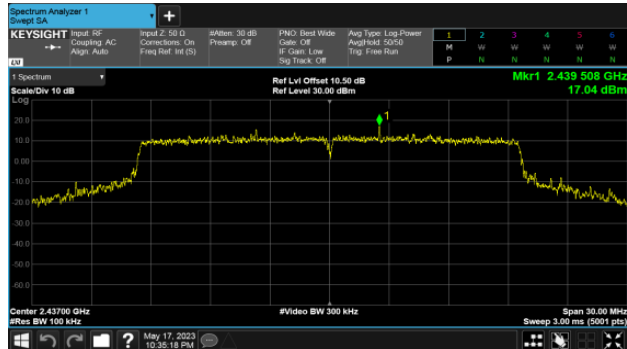 Spectrum Analyzer 1
Swept SA
+
KEYSIGHT Input: RF Input Z: 50 Ω #Atten: 30 dB PNO: Best Wide Avg Type: Log-Power 1 2 3 4 5 6
Coupling: AC Corrections: On Preamp: Off Gate: Off Avg|Hold: 50/50 M W W W W W
Align: Auto Freq Ref: Int (S) IF Gain: Low Trig: Free Run
Sig Track: Off P N N N N N
LXI
1 Spectrum Ref Lvl Offset 10.50 dB Mkr1 2.439 508 GHz
Scale/Div 10 dB Ref Level 30.00 dBm 17.04 dBm
Log
20.0
10.0
0.00
-10.0
-20.0
-30.0
-40.0
-50.0
-60.0
1
Center 2.43700 GHz #Video BW 300 kHz Span 30.00 MHz
#Res BW 100 kHz Sweep 3.00 ms (5001 pts)
? May 17, 2023
10:35:18 PM